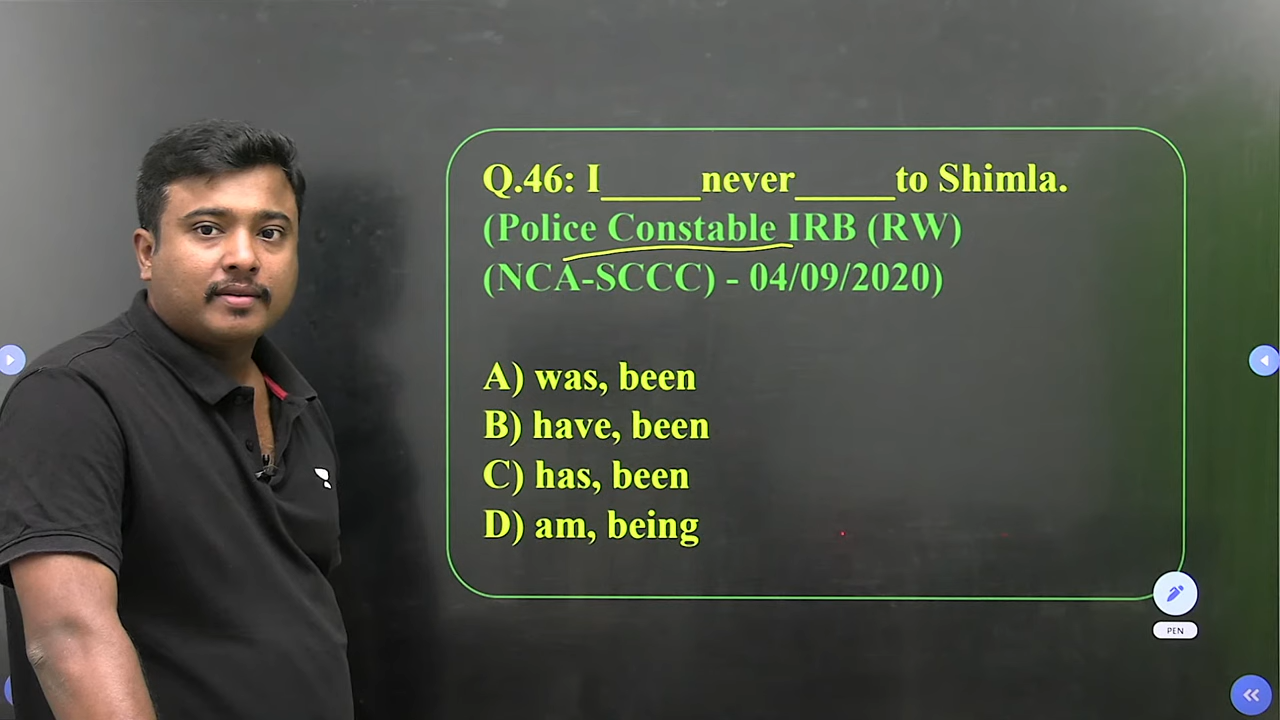 Q.46: I_____never_____to Shimla.
(Police Constable IRB (RW)
(NCA-SCCC) - 04/09/2020)
A) was, been
B) have, been
C) has, been
D) am, being
PEN